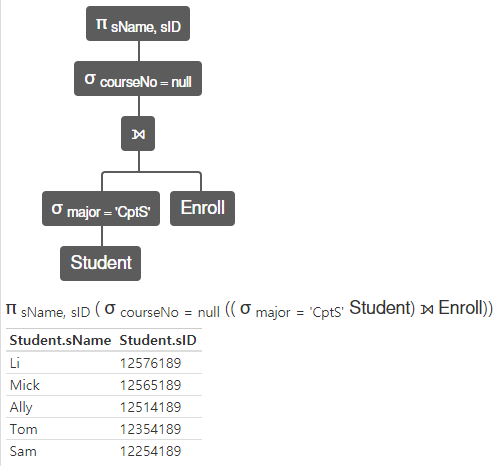 π sName, sID
σ courseNo = null
⟕
σ major = 'CptS' Enroll
Student
π sName, sID ( σ courseNo = null (( σ major = 'CptS' Student) ⟕ Enroll))
Student.sName Student.sID
Li 12576189
Mick 12565189
Ally 12514189
Tom 12354189
Sam 12254189